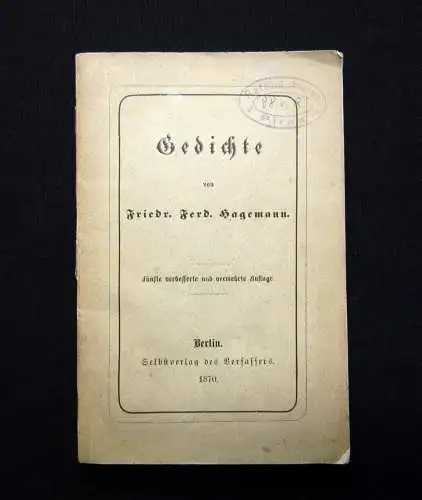 Gedichte
von
Friedr. Ferd. Hagemann.
Fünfte verbesserte und vermehrte Auflage
Berlin.
Selbstverlag des Verfassers.
1870.